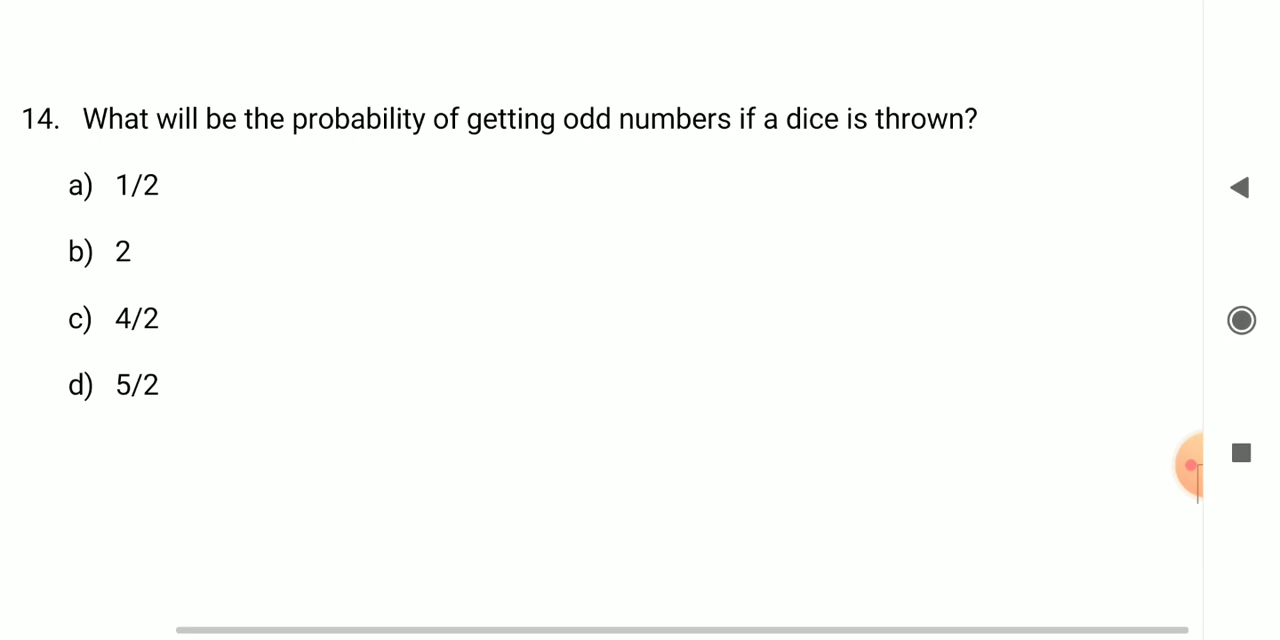 14. What will be the probability of getting odd numbers if a dice is thrown?
a) 1/2
b) 2
c) 4/2
d) 5/2